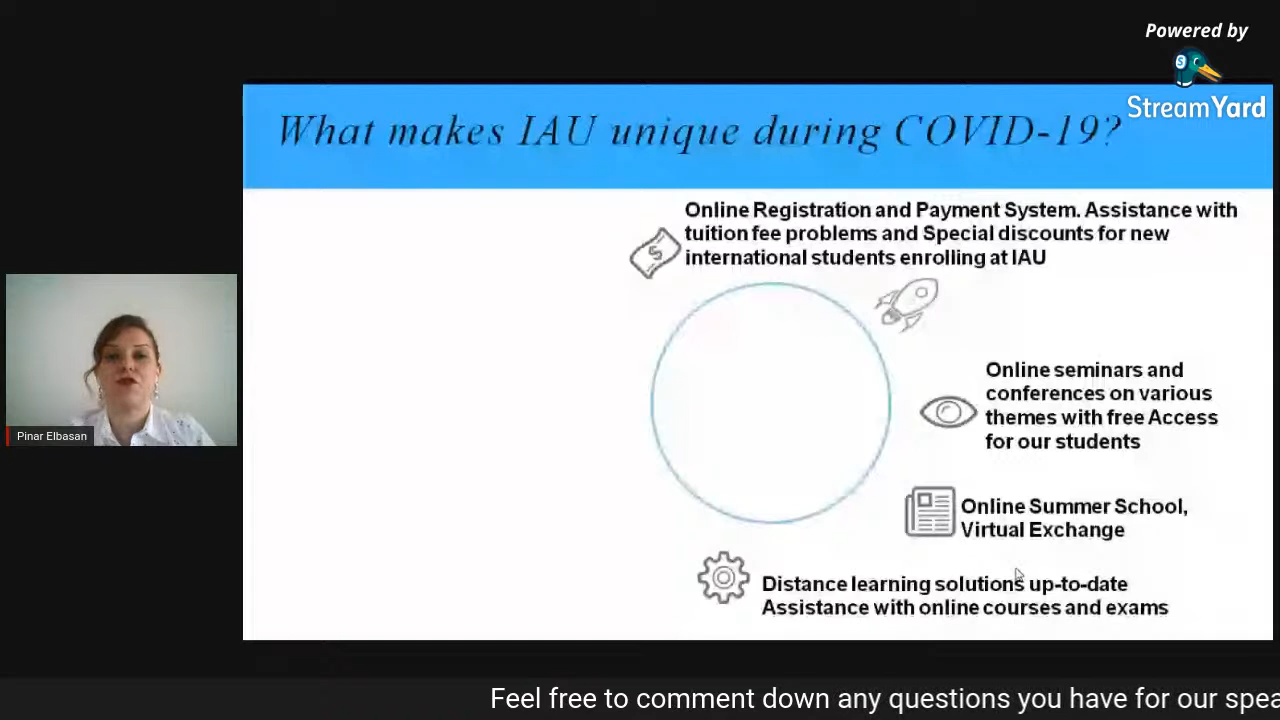 Powered by
StreamYard
What makes IAU unique during COVID-19?
Online Registration and Payment System. Assistance with
tuition fee problems and Special discounts for new
international students enrolling at IAU
Online seminars and
conferences on various
themes with free Access
for our students
Pinar Elbasan
Online Summer School,
Virtual Exchange
Distance learning solutions up-to-date
Assistance with online courses and exams
Feel free to comment down any questions you have for our